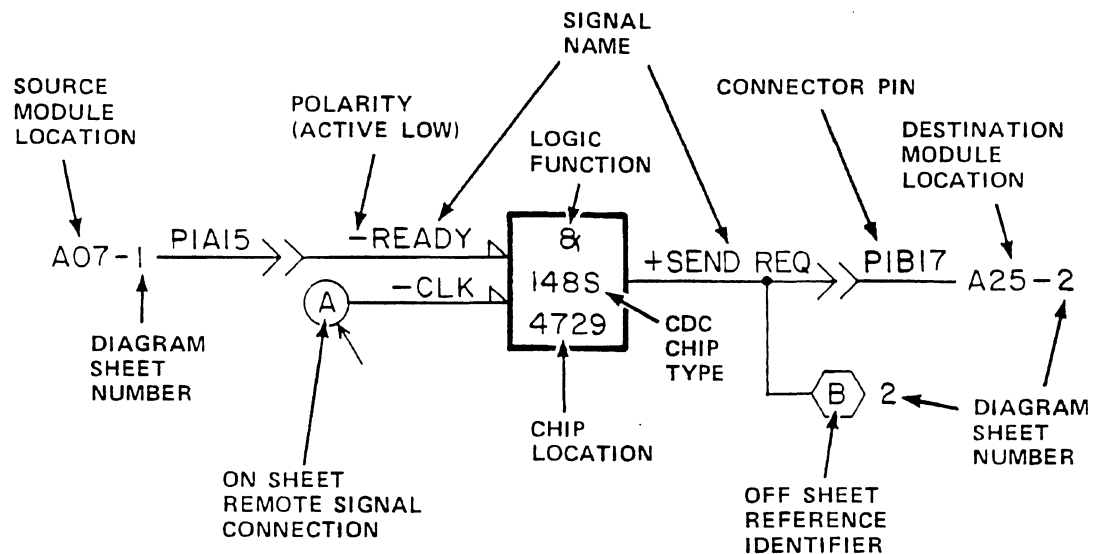 SIGNAL
NAME
SOURCE
MODULE
LOCATION
POLARITY
(ACTIVE LOW)
LOGIC
FUNCTION
CONNECTOR PIN
DESTINATION
MODULE
LOCATION
A07-1
P1A15
-READY
&
+SEND REQ
P1B17
A25-2
A
-CLK
148S
4729
DIAGRAM
SHEET
NUMBER
CDC
CHIP
TYPE
B
2
CHIP
LOCATION
DIAGRAM
SHEET
NUMBER
ON SHEET
REMOTE SIGNAL
CONNECTION
OFF SHEET
REFERENCE
IDENTIFIER